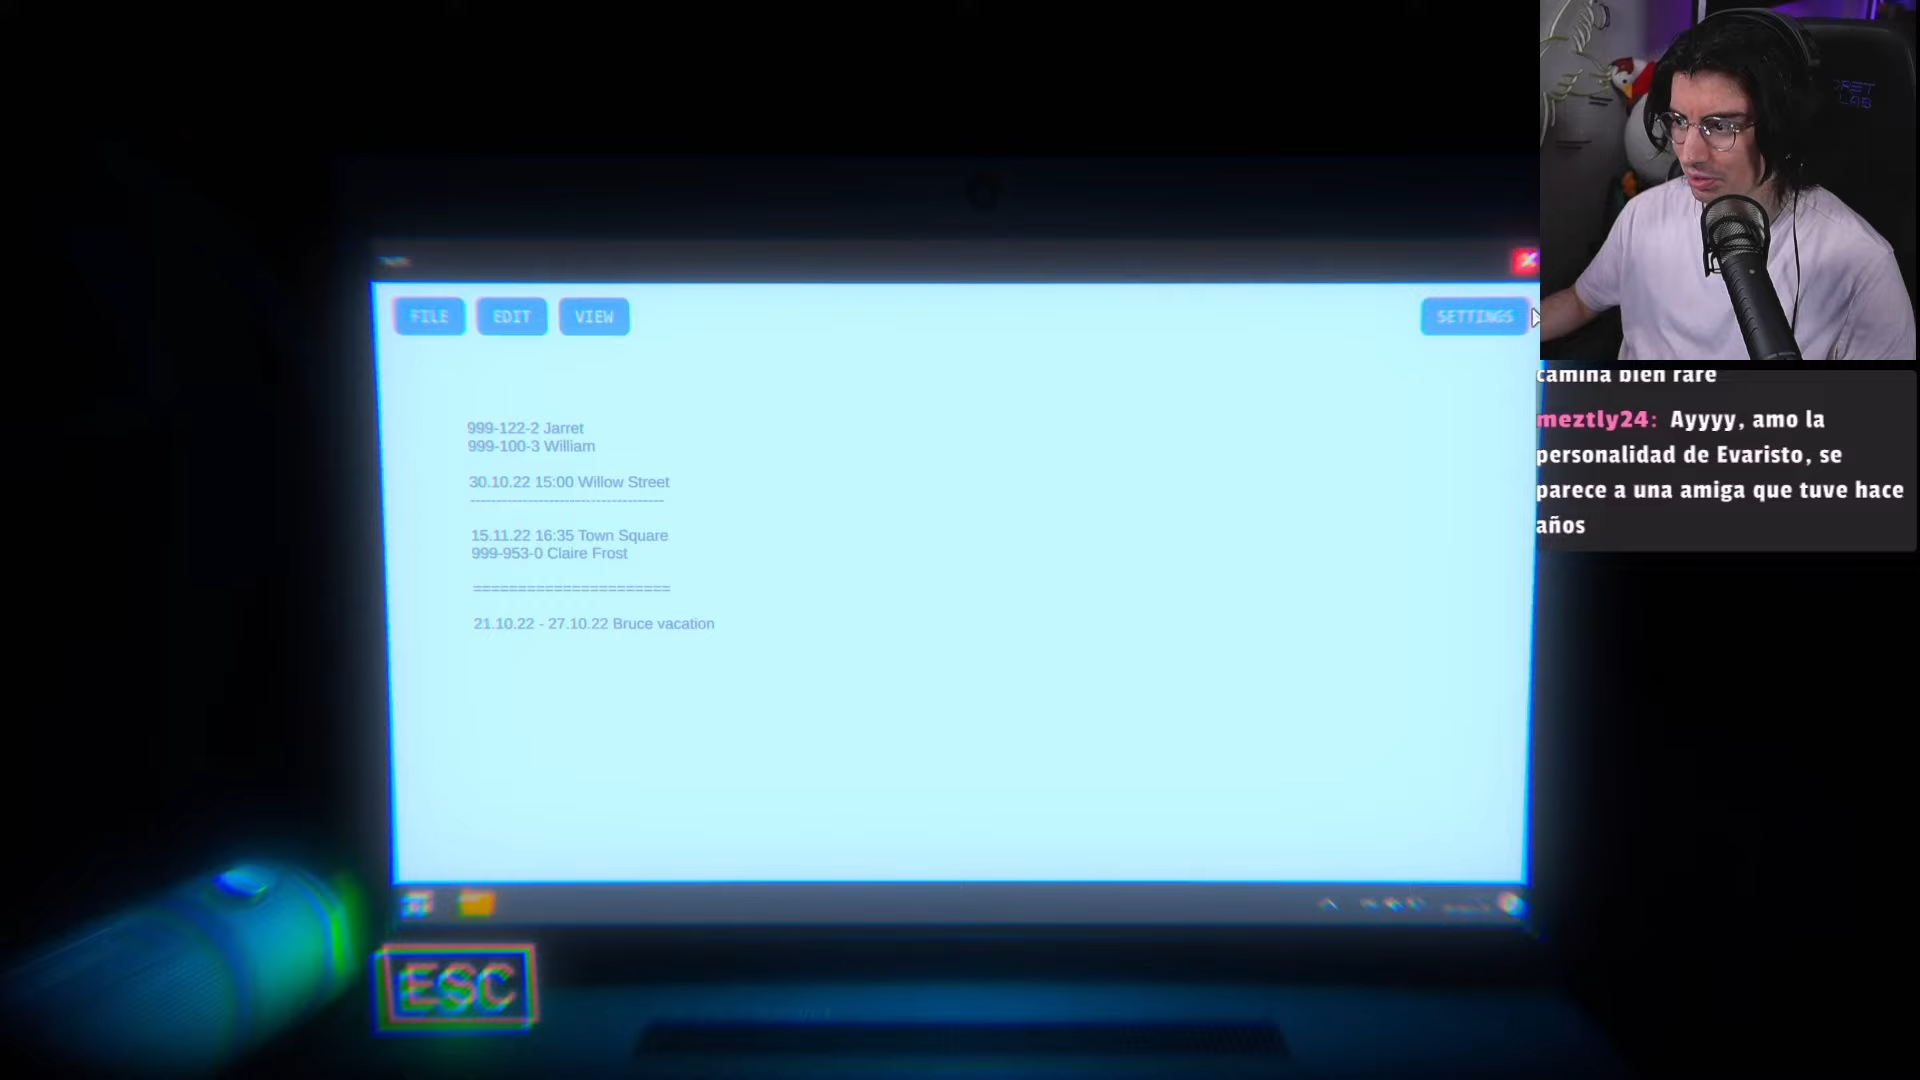 FILE
EDIT
VIEW
SETTINGS
999-122-2 Jarret
999-100-3 William
30.10.22 15:00 Willow Street
------------------------------------
15.11.22 16:35 Town Square
999-953-0 Claire Frost
======================
21.10.22 - 27.10.22 Bruce vacation
ESC
camina bien raro
meztly24: Ayyyy, amo la
personalidad de Evaristo, se
parece a una amiga que tuve hace
años